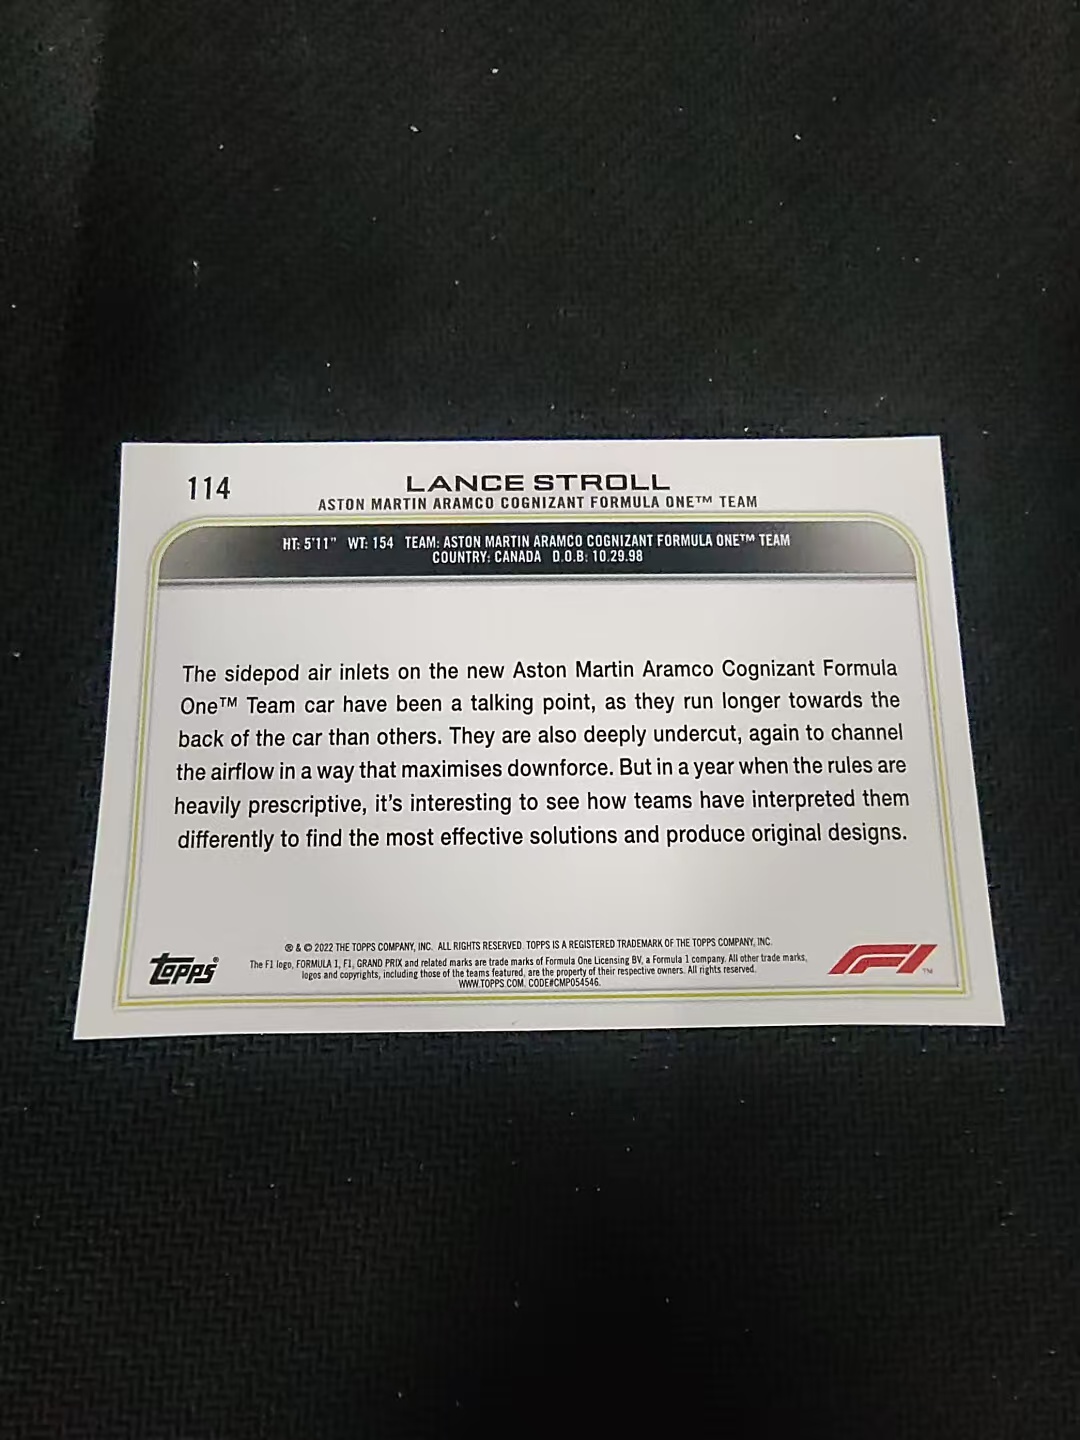 114
LANCE STROLL
ASTON MARTIN ARAMCO COGNIZANT FORMULA ONE™ TEAM
HT: 5'11" WT: 154 TEAM: ASTON MARTIN ARAMCO COGNIZANT FORMULA ONE™ TEAM
COUNTRY: CANADA D.O.B: 10.29.98
The sidepod air inlets on the new Aston Martin Aramco Cognizant Formula
One™ Team car have been a talking point, as they run longer towards the
back of the car than others. They are also deeply undercut, again to channel
the airflow in a way that maximises downforce. But in a year when the rules are
heavily prescriptive, it's interesting to see how teams have interpreted them
differently to find the most effective solutions and produce original designs.
® & © 2022 THE TOPPS COMPANY, INC. ALL RIGHTS RESERVED. TOPPS IS A REGISTERED TRADEMARK OF THE TOPPS COMPANY, INC.
The F1 logo, FORMULA 1, F1, GRAND PRIX and related marks are trade marks of Formula One Licensing BV, a Formula 1 company. All other trade marks,
logos and copyrights, including those of the teams featured, are the property of their respective owners. All rights reserved.
WWW.TOPPS.COM. CODE#CMP054546.
TOPPS®
F1™